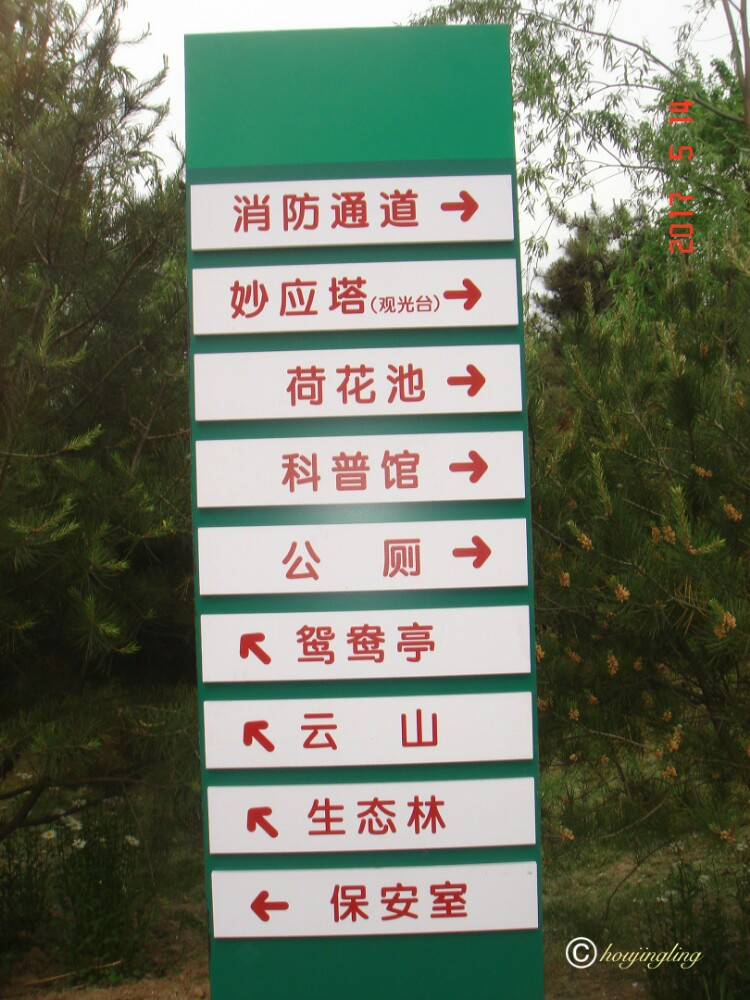 消防通道 →
妙应塔(观光台) →
荷花池 →
科普馆 →
公 厕 →
↖ 鸳鸯亭
↖ 云 山
↖ 生态林
← 保安室
2017 5 14
© houjingling